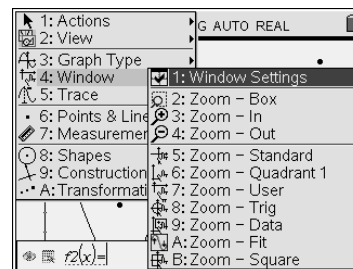 1: Actions
2: View
3: Graph Type
4: Window
5: Trace
6: Points & Line
7: Measuremer
8: Shapes
9: Construction
A: Transformati
G AUTO REAL
1: Window Settings
2: Zoom – Box
3: Zoom – In
4: Zoom – Out
5: Zoom – Standard
6: Zoom – Quadrant 1
7: Zoom – User
8: Zoom – Trig
9: Zoom – Data
A: Zoom – Fit
B: Zoom – Square
f2(x)=